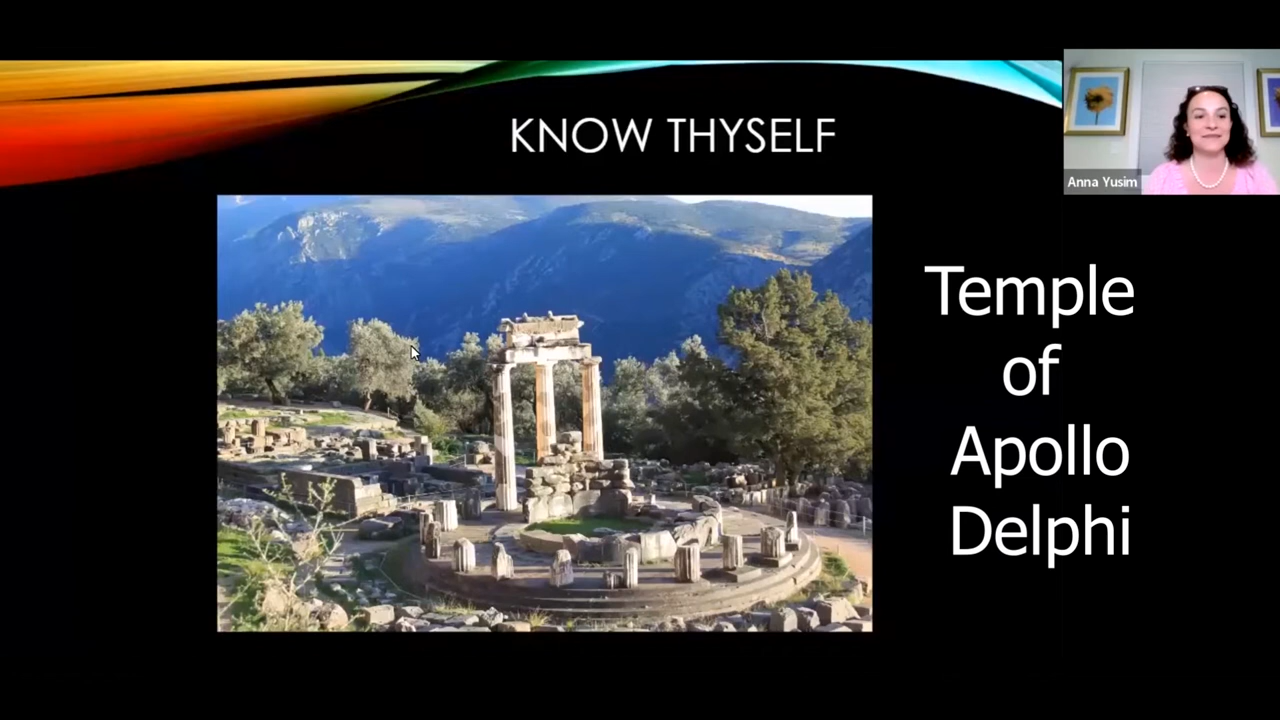 KNOW THYSELF
Anna Yusim
Temple
of
Apollo
Delphi